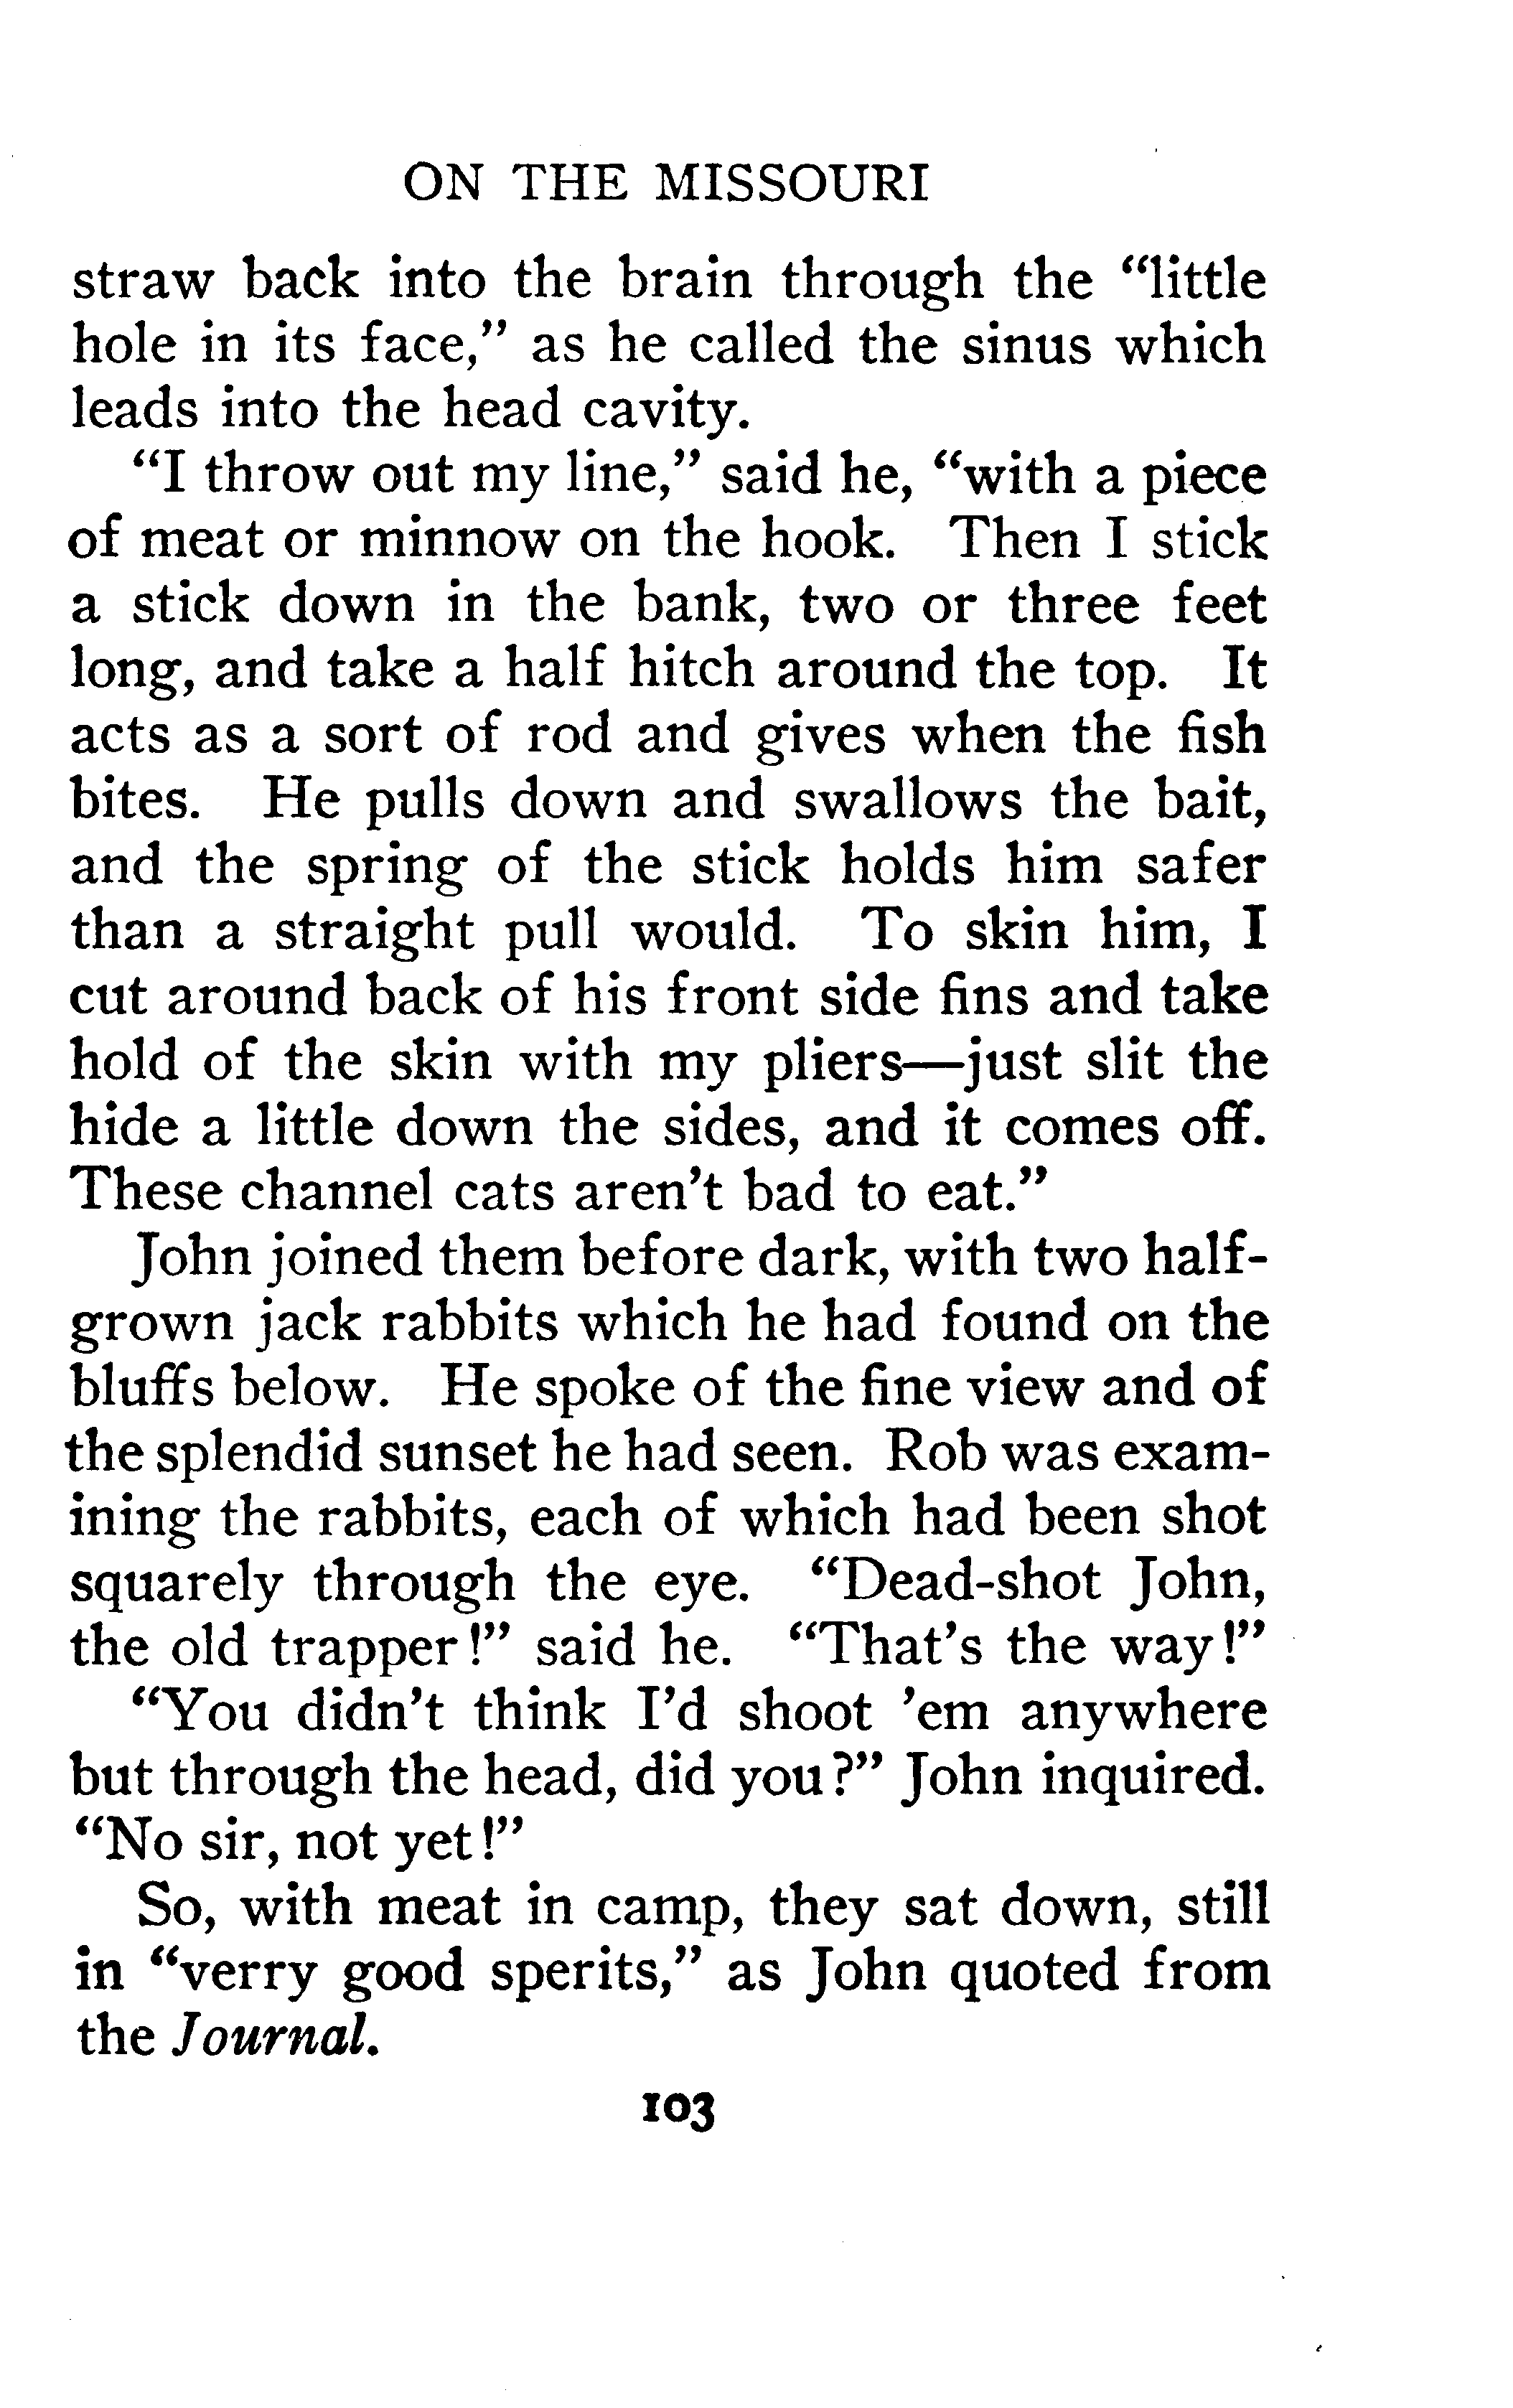 ON THE MISSOURI
straw back into the brain through the “little
hole in its face,” as he called the sinus which
leads into the head cavity.
“I throw out my line,” said he, “with a piece
of meat or minnow on the hook. Then I stick
a stick down in the bank, two or three feet
long, and take a half hitch around the top. It
acts as a sort of rod and gives when the fish
bites. He pulls down and swallows the bait,
and the spring of the stick holds him safer
than a straight pull would. To skin him, I
cut around back of his front side fins and take
hold of the skin with my pliers—just slit the
hide a little down the sides, and it comes off.
These channel cats aren't bad to eat.”
John joined them before dark, with two half-
grown jack rabbits which he had found on the
bluffs below. He spoke of the fine view and of
the splendid sunset he had seen. Rob was exam-
ining the rabbits, each of which had been shot
squarely through the eye. “Dead-shot John,
the old trapper!” said he. “That's the way!”
“You didn't think I'd shoot 'em anywhere
but through the head, did you?” John inquired.
“No sir, not yet!”
So, with meat in camp, they sat down, still
in “verry good sperits,” as John quoted from
the Journal.
103